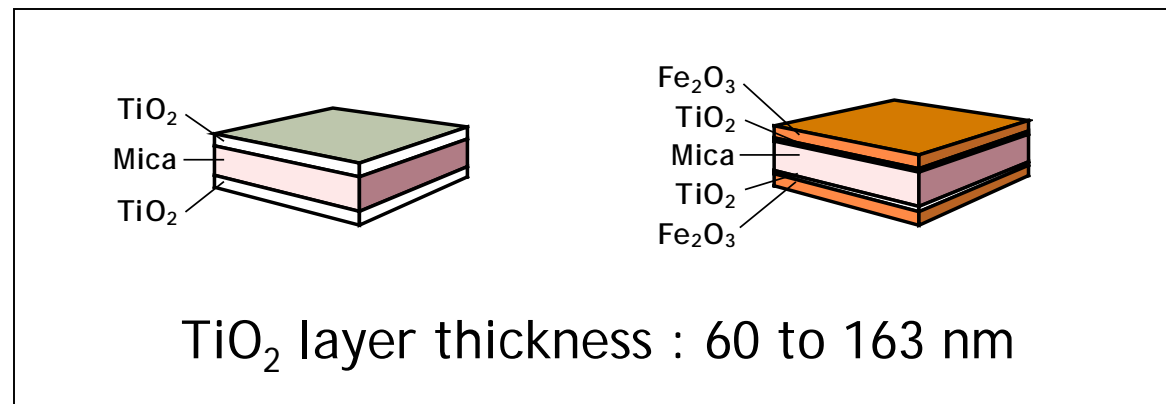 TiO₂
Mica
TiO₂
Fe₂O₃
TiO₂
Mica
TiO₂
Fe₂O₃
TiO₂ layer thickness : 60 to 163 nm